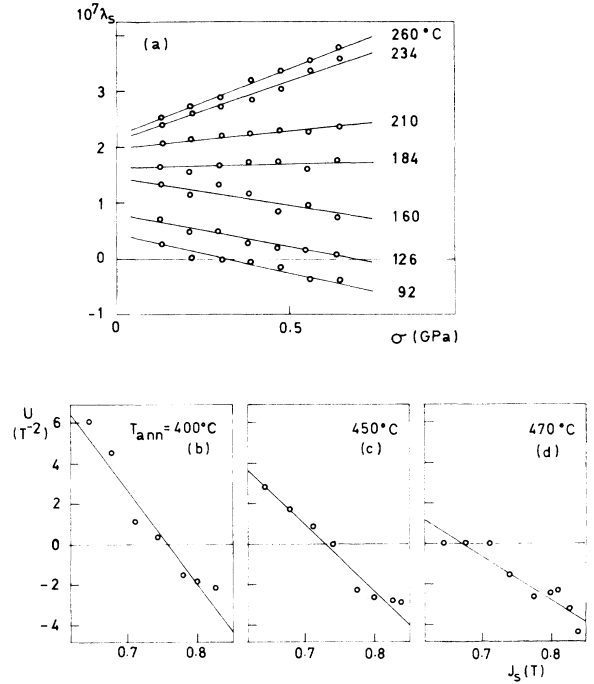 10⁷λs
(a)
260°C
234
3
210
2
184
1
160
0
126
92
-1
0
0.5
σ (GPa)
U
(T⁻²)
6
4
2
0
-2
-4
Tann = 400°C
(b)
450°C
(c)
470°C
(d)
0.7
0.8
0.7
0.8
0.7
0.8
Js (T)